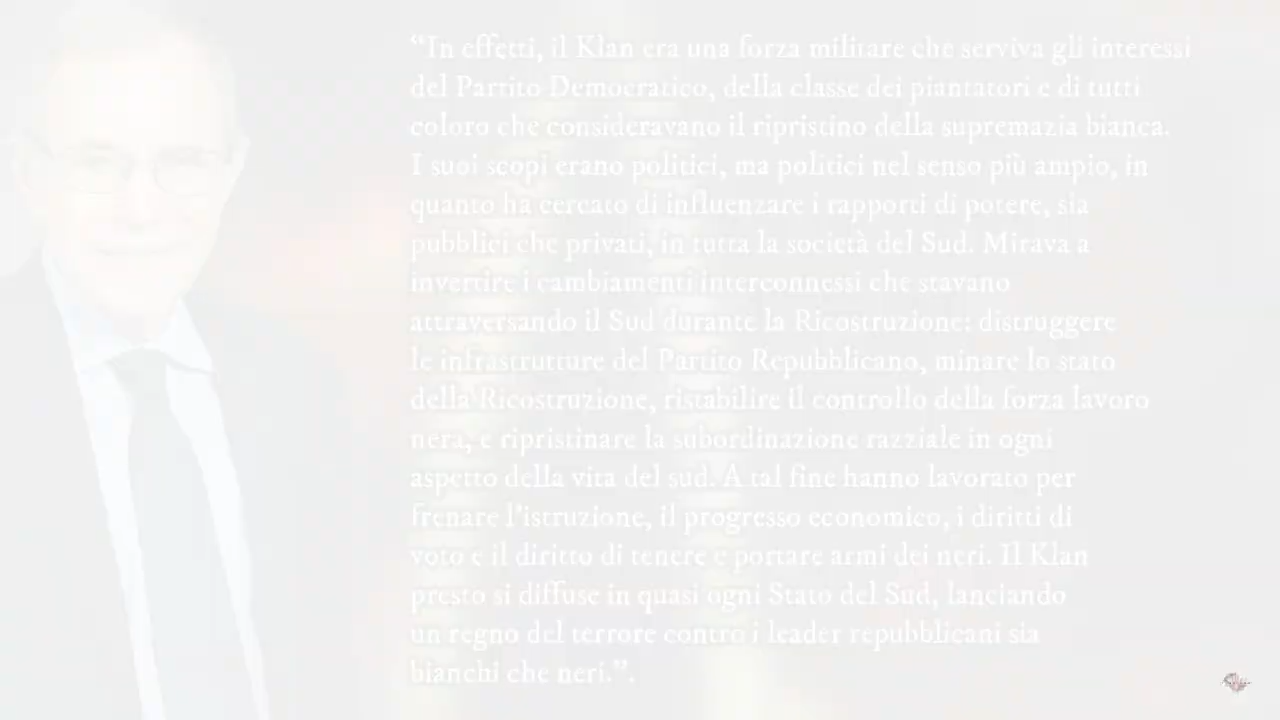 “In effetti, il Klan era una forza militare che serviva gli interessi
del Partito Democratico, della classe dei piantatori e di tutti
coloro che consideravano il ripristino della supremazia bianca.
I suoi scopi erano politici, ma politici nel senso più ampio, in
quanto ha cercato di influenzare i rapporti di potere, sia
pubblici che privati, in tutta la società del Sud. Mirava a
invertire i cambiamenti interconnessi che stavano
attraversando il Sud durante la Ricostruzione: distruggere
le infrastrutture del Partito Repubblicano, minare lo stato
della Ricostruzione, ristabilire il controllo della forza lavoro
nera, e ripristinare la subordinazione razziale in ogni
aspetto della vita del sud. A tal fine hanno lavorato per
frenare l’istruzione, il progresso economico, i diritti di
voto e il diritto di tenere e portare armi dei neri. Il Klan
presto si diffuse in quasi ogni Stato del Sud, lanciando
un regno del terrore contro i leader repubblicani sia
bianchi che neri.”.